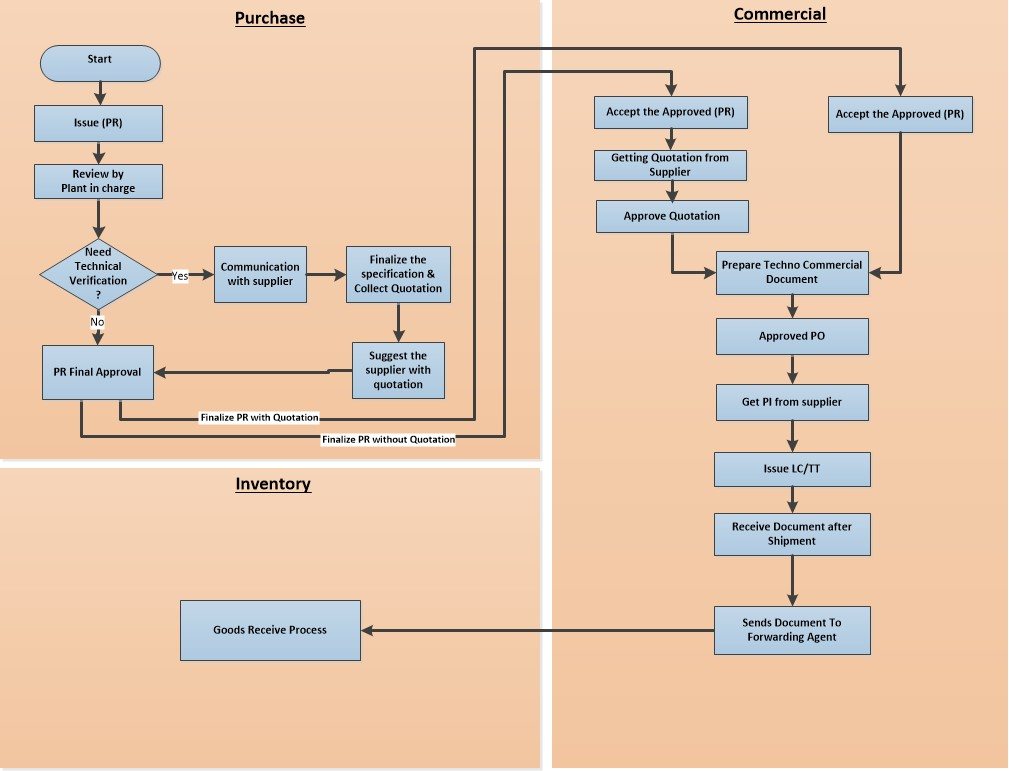 Purchase
Start
Issue (PR)
Review by
Plant in charge
Need
Technical
Verification
?
Yes
No
Communication
with supplier
Finalize the
specification &
Collect Quotation
Suggest the
supplier with
quotation
PR Final Approval
Finalize PR with Quotation
Finalize PR without Quotation
Commercial
Accept the Approved (PR)
Accept the Approved (PR)
Getting Quotation from
Supplier
Approve Quotation
Prepare Techno Commercial
Document
Approved PO
Get PI from supplier
Issue LC/TT
Receive Document after
Shipment
Sends Document To
Forwarding Agent
Inventory
Goods Receive Process